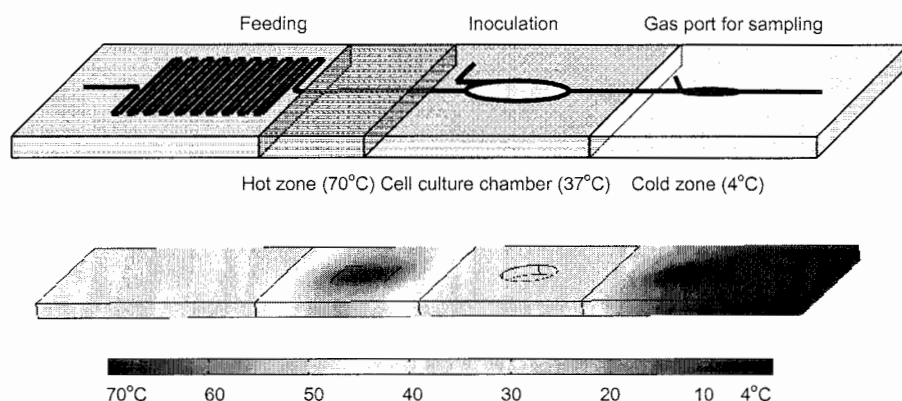 Feeding Inoculation Gas port for sampling
Hot zone (70°C) Cell culture chamber (37°C) Cold zone (4°C)
70°C 60 50 40 30 20 10 4°C